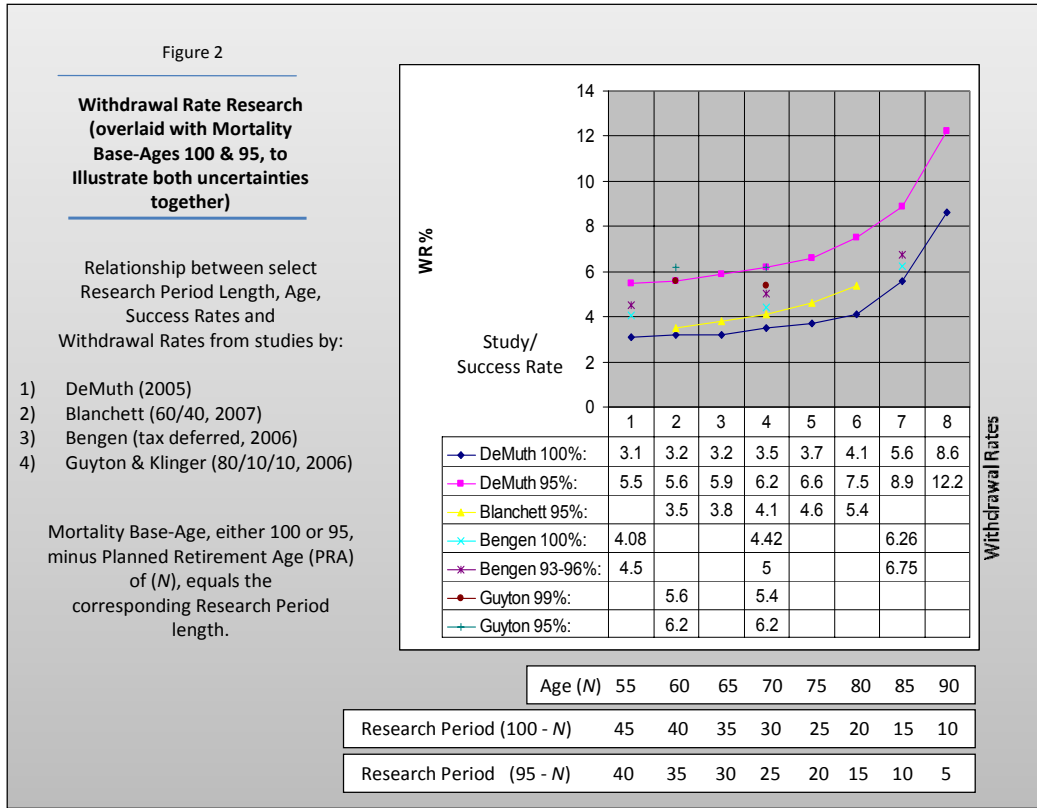 Figure 2
Withdrawal Rate Research
(overlaid with Mortality
Base-Ages 100 & 95, to
Illustrate both uncertainties
together)
Relationship between select
Research Period Length, Age,
Success Rates and
Withdrawal Rates from studies by:
1) DeMuth (2005)
2) Blanchett (60/40, 2007)
3) Bengen (tax deferred, 2006)
4) Guyton & Klinger (80/10/10, 2006)
Mortality Base-Age, either 100 or 95,
minus Planned Retirement Age (PRA)
of (N), equals the
corresponding Research Period
length.
WR%
14
12
10
8
6
4
2
0
Study/
Success Rate
1 2 3 4 5 6 7 8
DeMuth 100%: 3.1 3.2 3.2 3.5 3.7 4.1 5.6 8.6
DeMuth 95%: 5.5 5.6 5.9 6.2 6.6 7.5 8.9 12.2
Blanchett 95%: 3.5 3.8 4.1 4.6 5.4
Bengen 100%: 4.08 4.42 6.26
Bengen 93-96%: 4.5 5 6.75
Guyton 99%: 5.6 5.4
Guyton 95%: 6.2 6.2
Withdrawal Rates
Age (N) 55 60 65 70 75 80 85 90
Research Period (100 - N) 45 40 35 30 25 20 15 10
Research Period (95 - N) 40 35 30 25 20 15 10 5